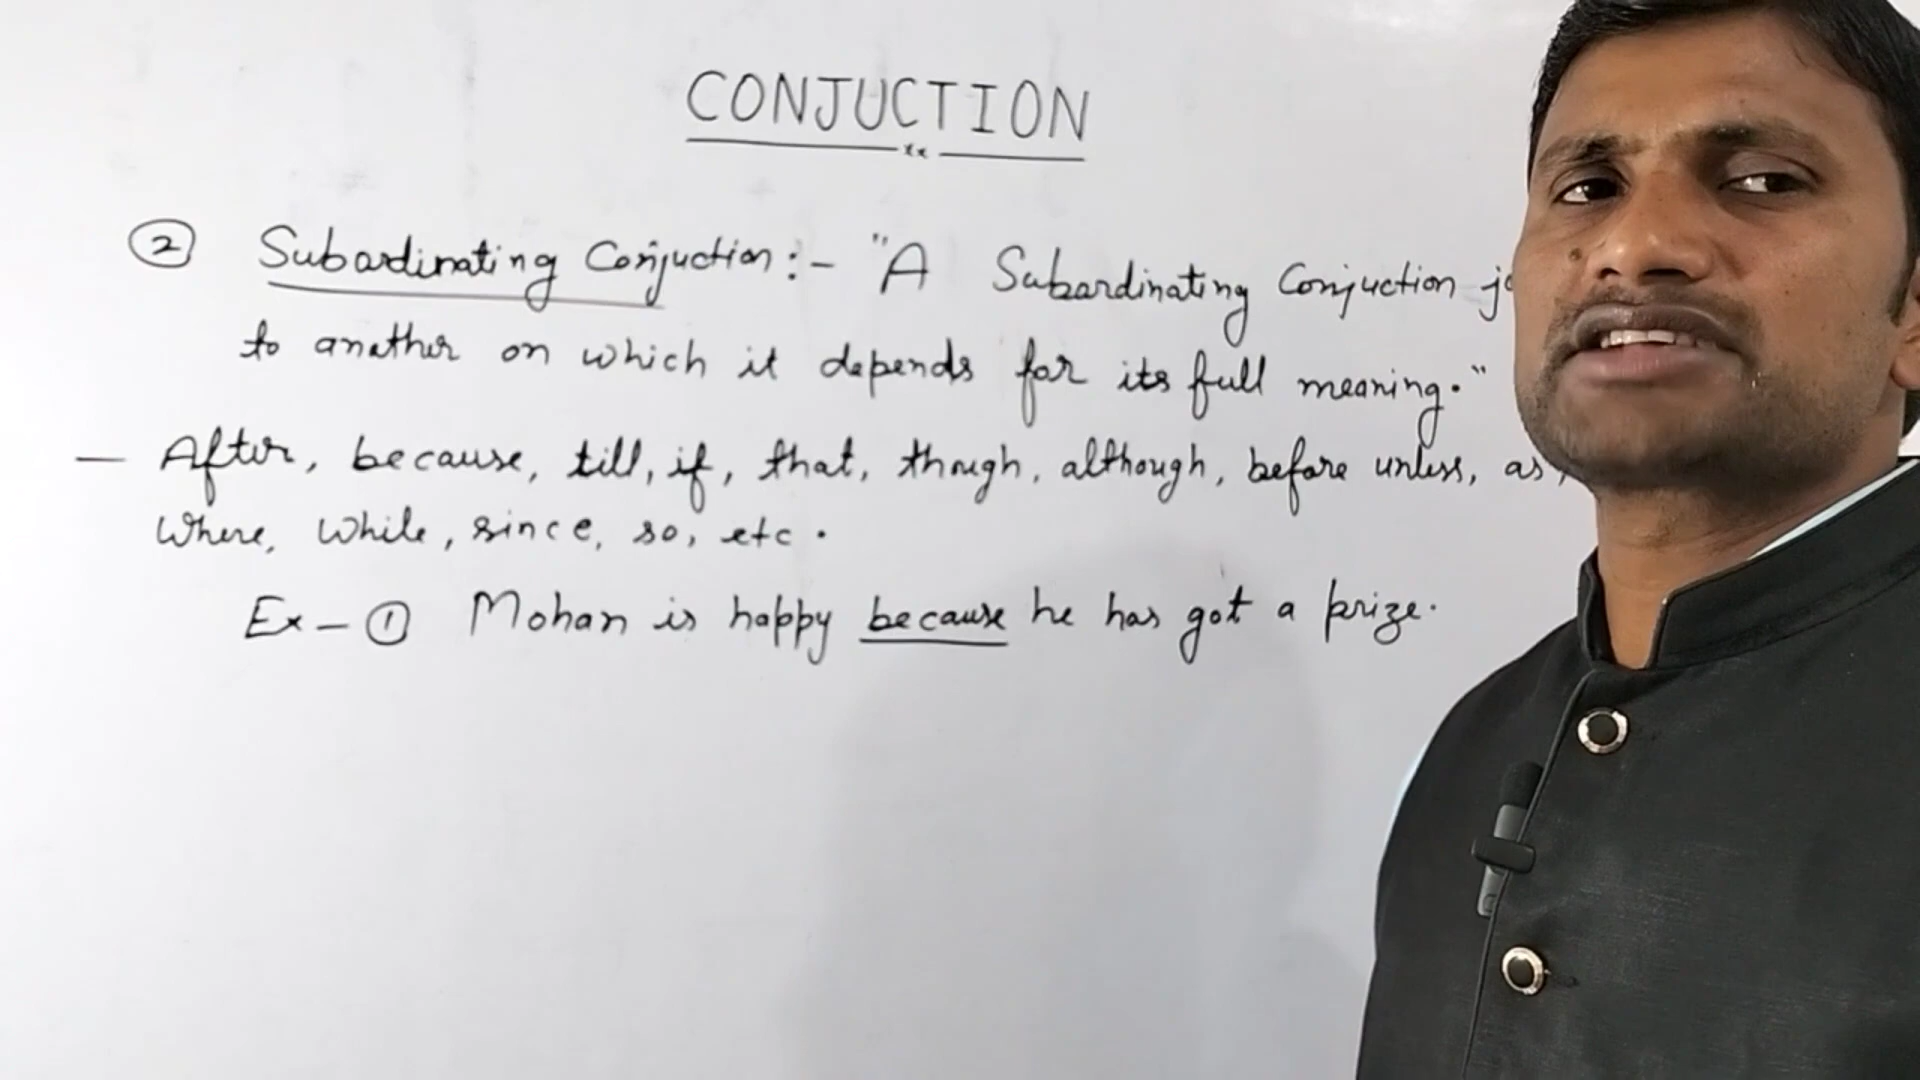 CONJUCTION
② Subordinating Conjuction :- "A Subordinating Conjuction
to another on which it depends for its full meaning."
- After, because, till, if, that, though, although, before unless, as,
Where, While, since, so, etc.
Ex - ① Mohan is happy because he has got a prize.